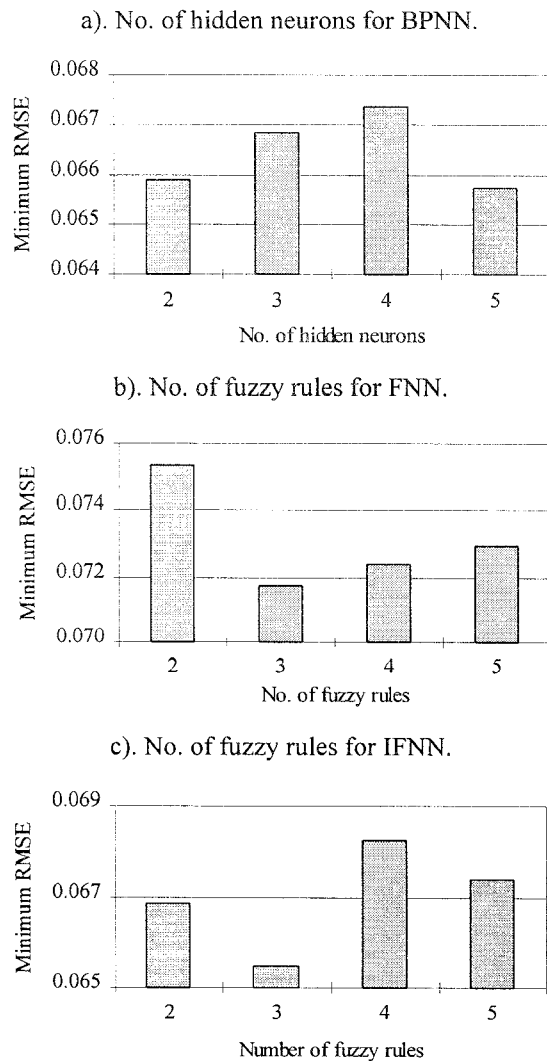 a). No. of hidden neurons for BPNN.
0.068
0.067
0.066
0.065
0.064
Minimum RMSE
2 3 4 5
No. of hidden neurons
b). No. of fuzzy rules for FNN.
0.076
0.074
0.072
0.070
Minimum RMSE
2 3 4 5
No. of fuzzy rules
c). No. of fuzzy rules for IFNN.
0.069
0.067
0.065
Minimum RMSE
2 3 4 5
Number of fuzzy rules